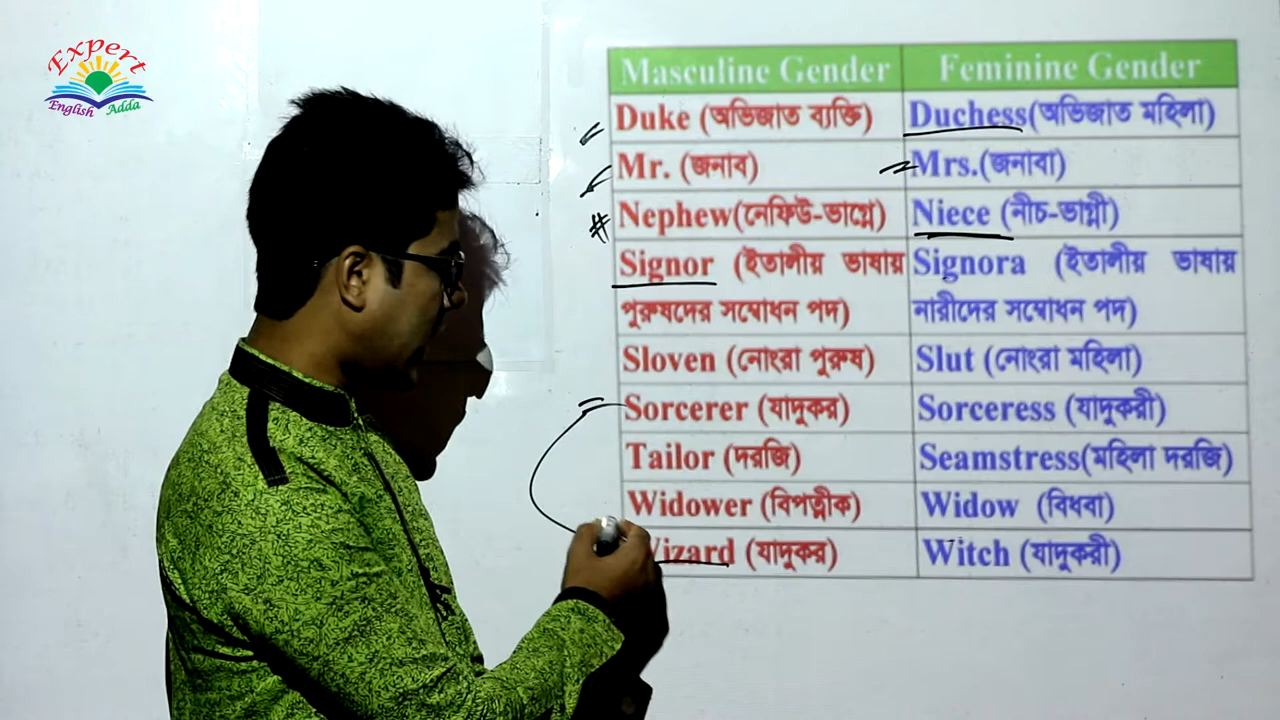 Expert
English Adda
Masculine Gender Feminine Gender
Duke (অভিজাত ব্যক্তি) Duchess(অভিজাত মহিলা)
Mr. (জনাব) Mrs.(জনাবা)
# Nephew(নেফিউ-ভাগ্নে) Niece (নীচ-ভাগ্নী)
Signor (ইতালীয় ভাষায় Signora (ইতালীয় ভাষায়
পুরুষদের সম্বোধন পদ) নারীদের সম্বোধন পদ)
Sloven (নোংরা পুরুষ) Slut (নোংরা মহিলা)
Sorcerer (যাদুকর) Sorceress (যাদুকরী)
Tailor (দরজি) Seamstress(মহিলা দরজি)
Widower (বিপত্নীক) Widow (বিধবা)
Wizard (যাদুকর) Witch (যাদুকরী)